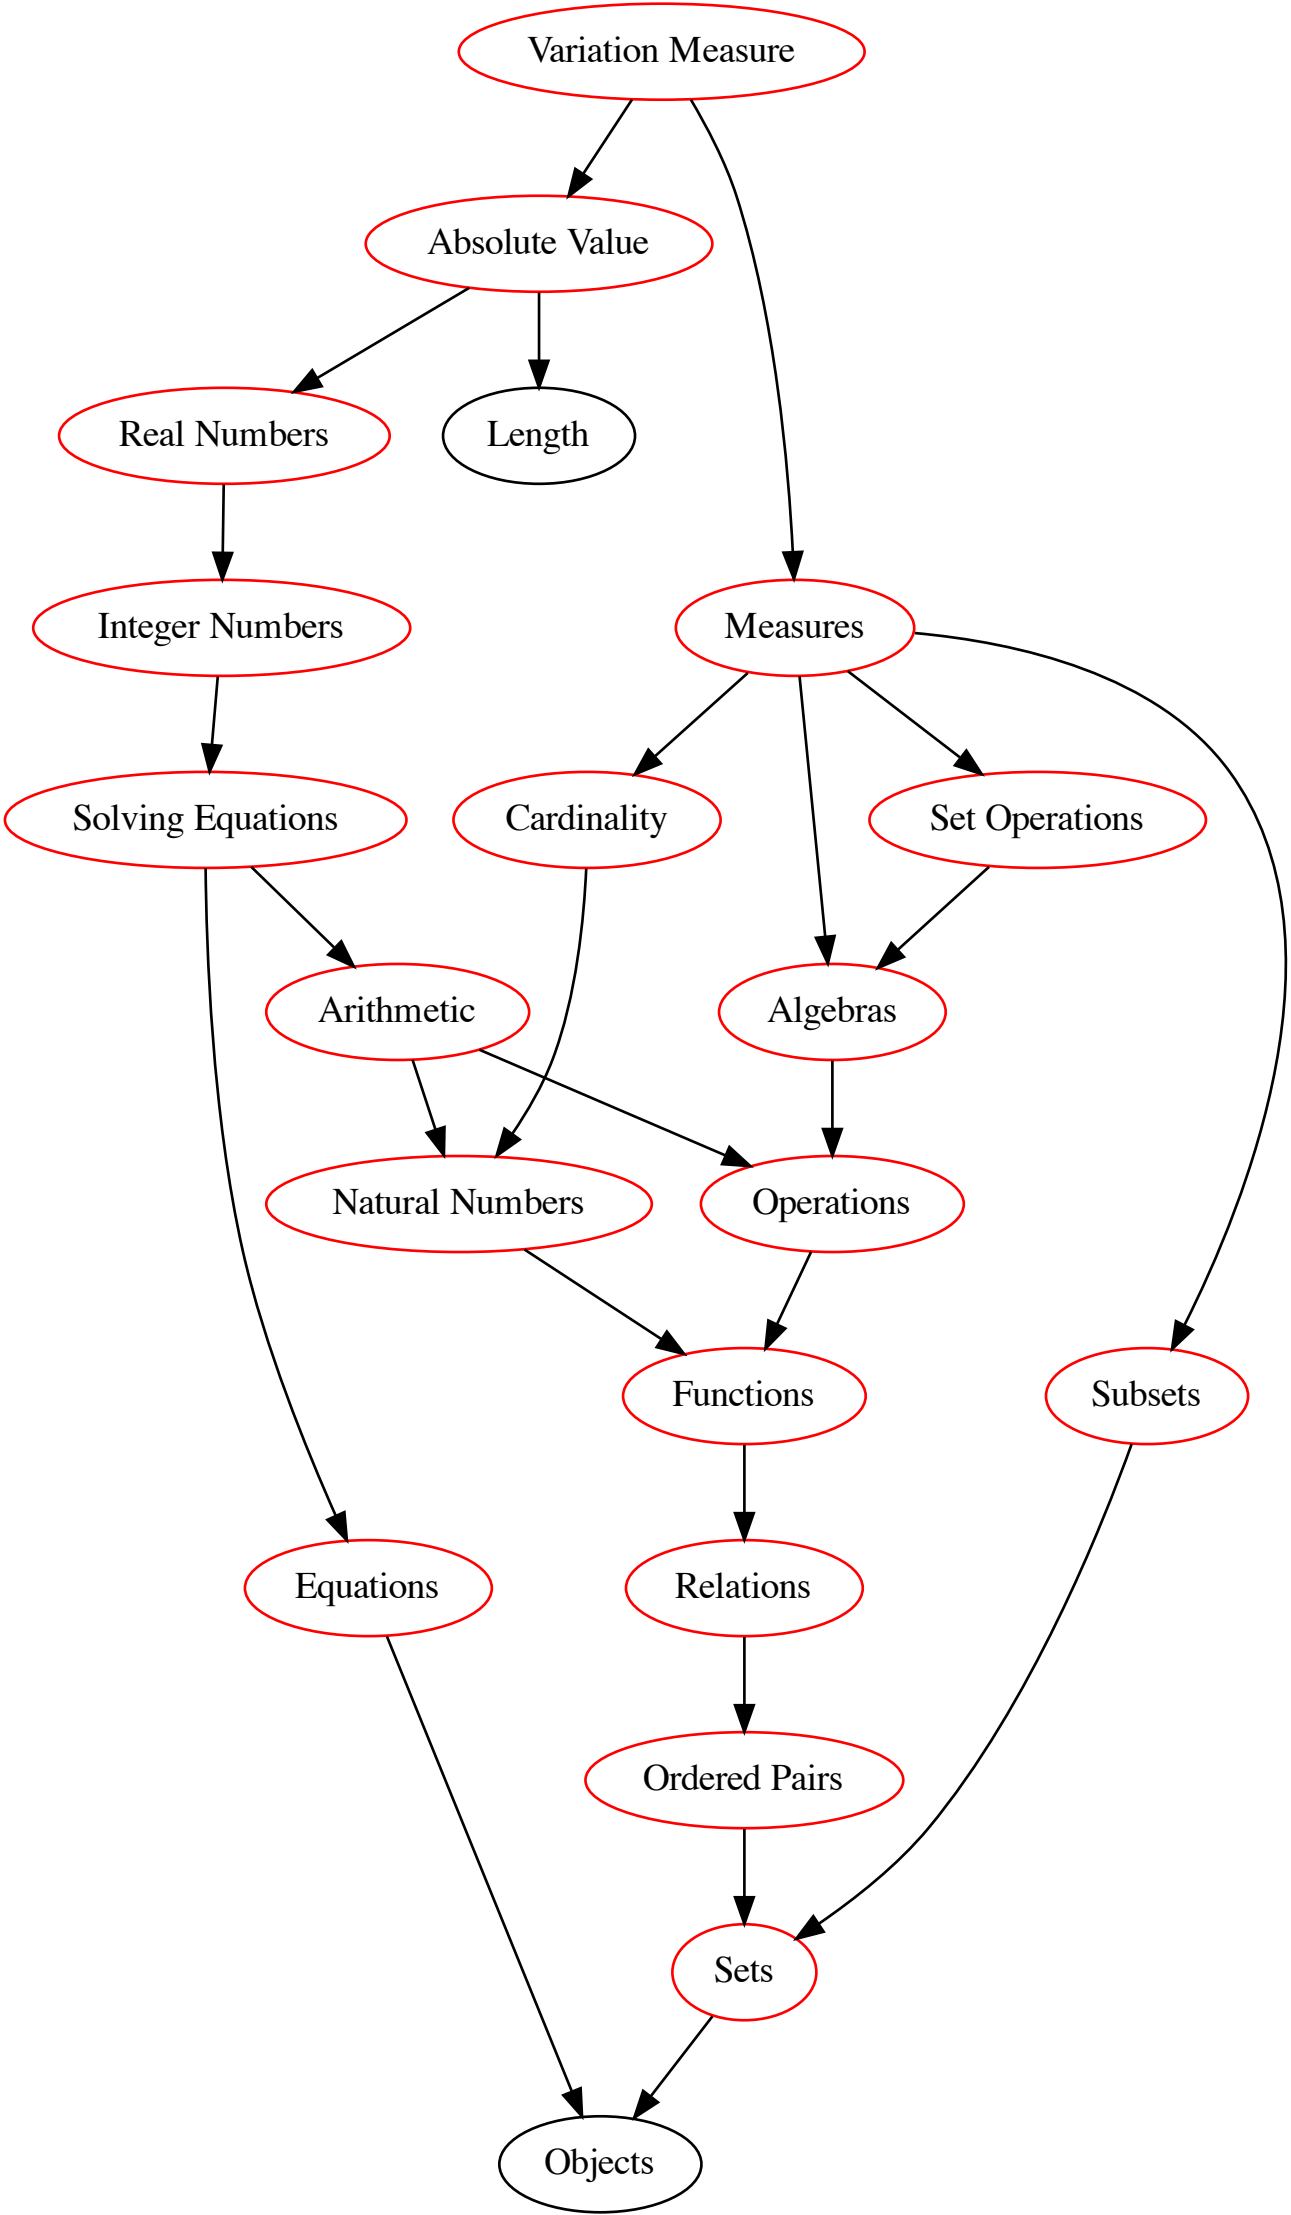 Variation Measure
Absolute Value
Real Numbers
Length
Integer Numbers
Measures
Solving Equations
Cardinality
Set Operations
Arithmetic
Algebras
Natural Numbers
Operations
Functions
Subsets
Equations
Relations
Ordered Pairs
Sets
Objects